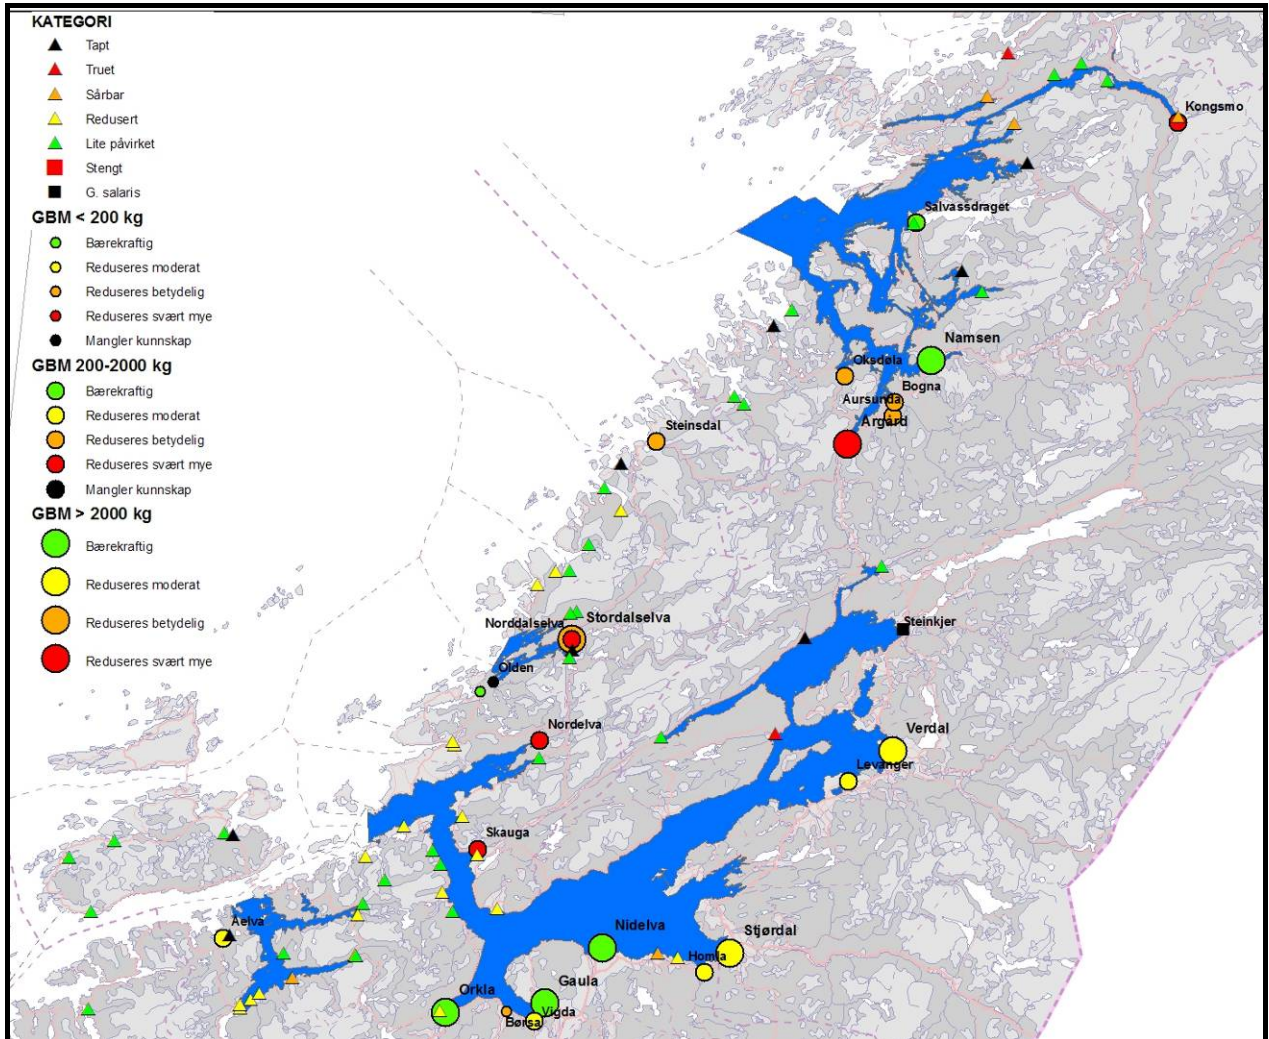 KATEGORI
Tapt
Truet
Sårbar
Redusert
Lite påvirket
Stengt
G. salaris
GBM < 200 kg
Bærekraftig
Reduseres moderat
Reduseres betydelig
Reduseres svært mye
Mangler kunnskap
GBM 200-2000 kg
Bærekraftig
Reduseres moderat
Reduseres betydelig
Reduseres svært mye
Mangler kunnskap
GBM > 2000 kg
Bærekraftig
Reduseres moderat
Reduseres betydelig
Reduseres svært mye
Kongsmo
Salvassdraget
Namsen
Oksdøla
Bogna
Aursunda
Årgård
Steinsdal
Norddalselva
Stordalselva
Steinkjer
Olden
Nordelva
Verdal
Levanger
Skauga
Åelva
Nidelva
Stjørdal
Homla
Gaula
Orkla
Vigda
Børsa